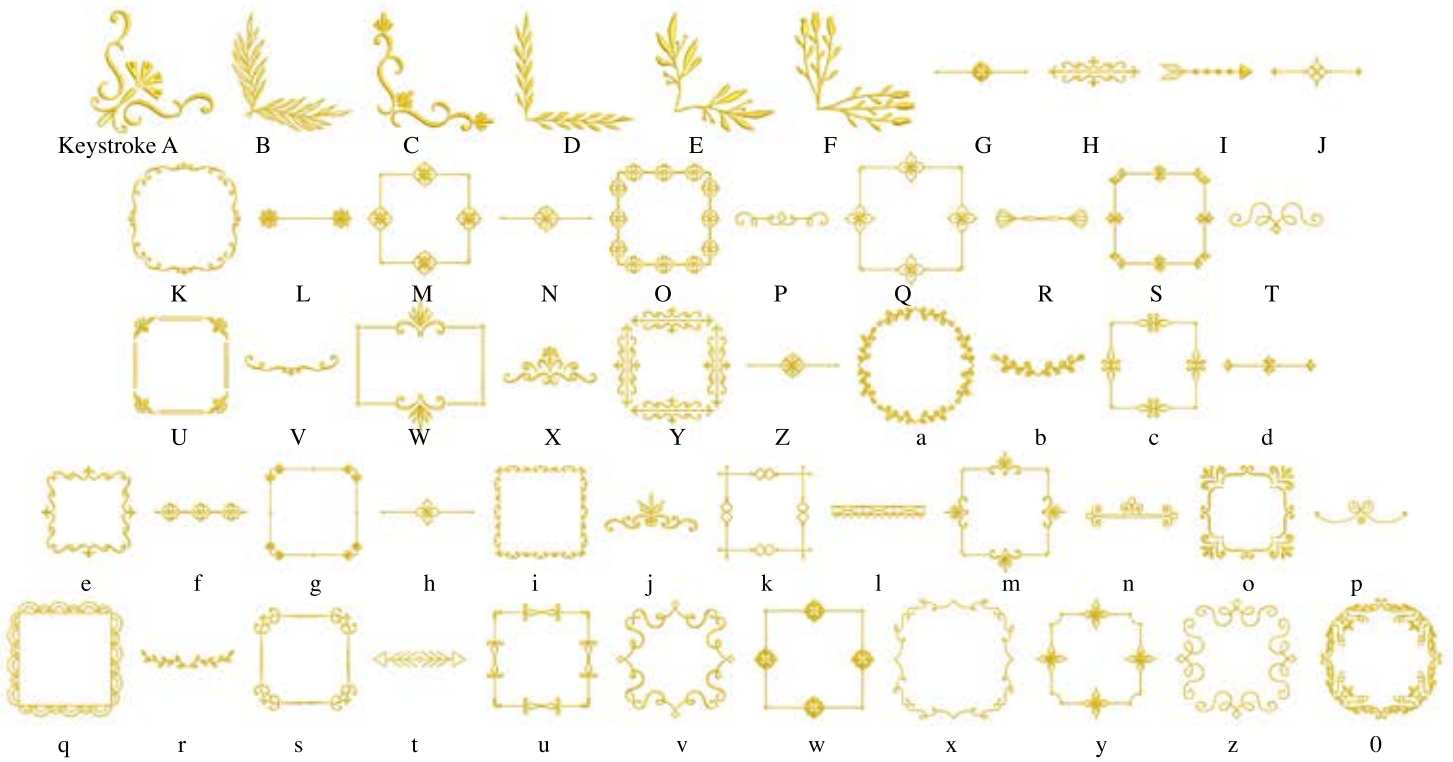 Keystroke A B C D E F G H I J
K L M N O P Q R S T
U V W X Y Z a b c d
e f g h i j k l m n o p
q r s t u v w x y z 0